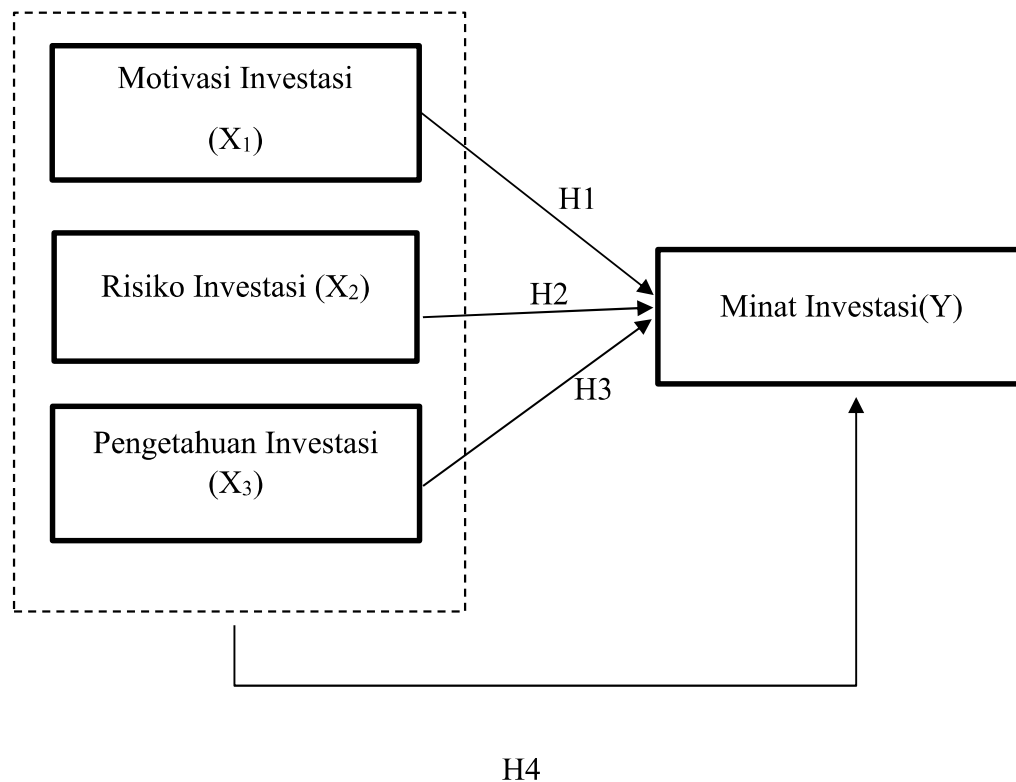 Motivasi Investasi
(X₁)
H1
Risiko Investasi (X₂)
H2
Minat Investasi(Y)
H3
Pengetahuan Investasi
(X₃)
H4